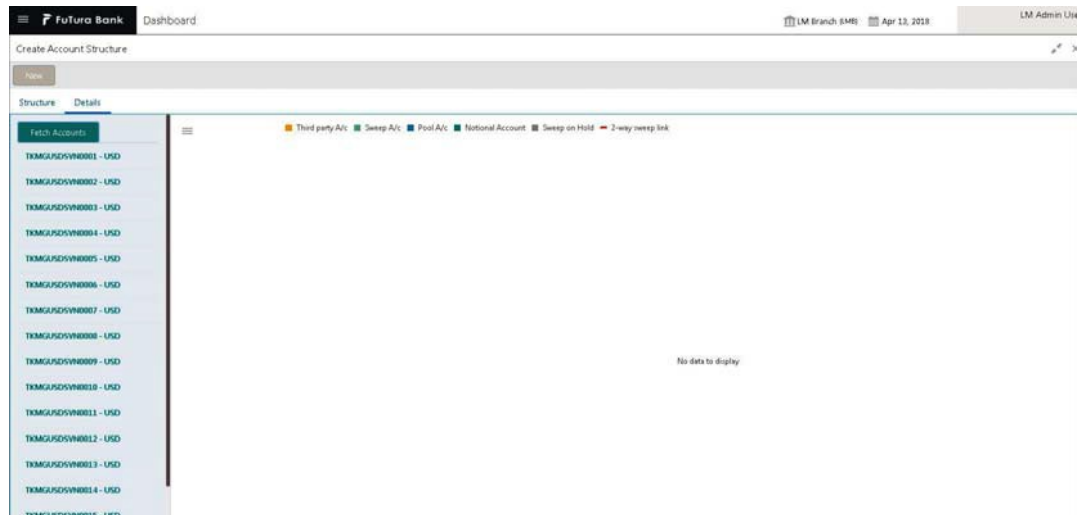 FuTura Bank Dashboard LM Branch (LMB) Apr 13, 2018 LM Admin Use
Create Account Structure
New
Structure Details
Fetch Accounts
Third party A/c Sweep A/c Pool A/c Notional Account Sweep on Hold 2-way sweep link
TKMGUSDSVN0001 - USD
TKMGUSDSVN0002 - USD
TKMGUSDSVN0003 - USD
TKMGUSDSVN0004 - USD
TKMGUSDSVN0005 - USD
TKMGUSDSVN0006 - USD
TKMGUSDSVN0007 - USD
TKMGUSDSVN0008 - USD
TKMGUSDSVN0009 - USD
No data to display
TKMGUSDSVN0010 - USD
TKMGUSDSVN0011 - USD
TKMGUSDSVN0012 - USD
TKMGUSDSVN0013 - USD
TKMGUSDSVN0014 - USD